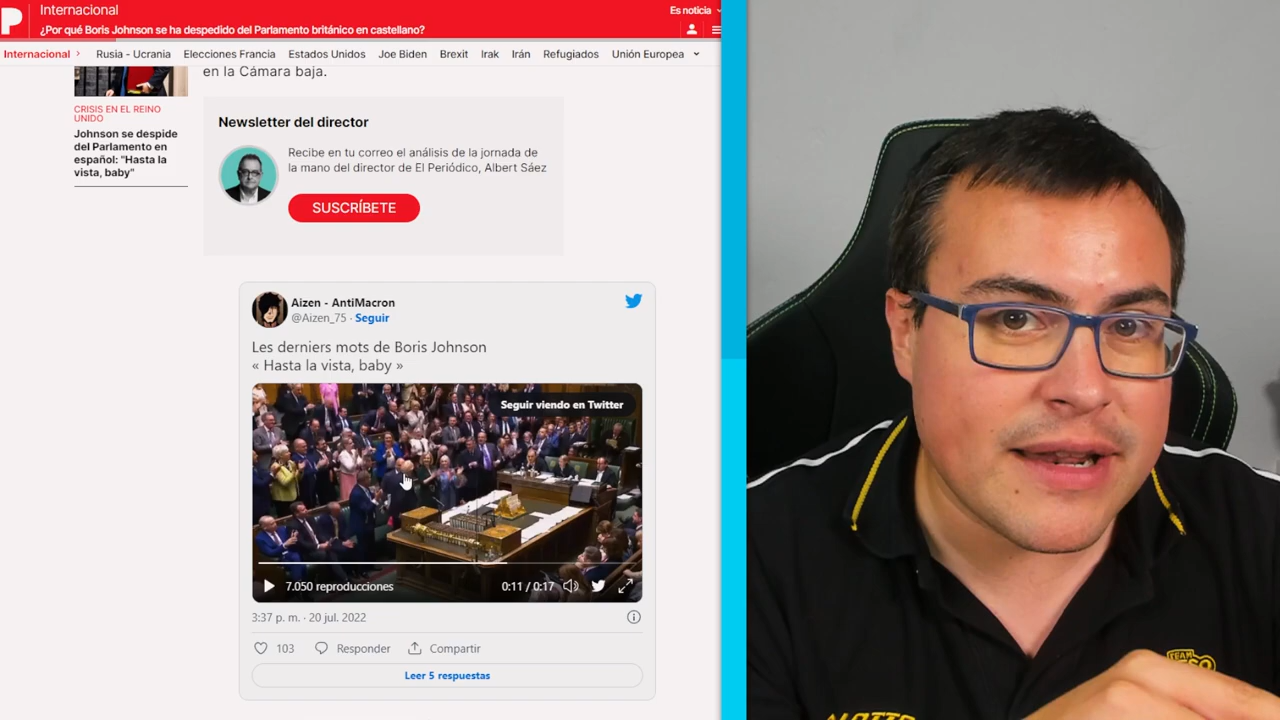 Internacional
Es noticia
¿Por qué Boris Johnson se ha despedido del Parlamento británico en castellano?
Internacional
Rusia - Ucrania
Elecciones Francia
Estados Unidos
Joe Biden
Brexit
Irak
Irán
Refugiados
Unión Europea
en la Cámara baja.
CRISIS EN EL REINO
UNIDO
Johnson se despide
del Parlamento en
español: "Hasta la
vista, baby"
Newsletter del director
Recibe en tu correo el análisis de la jornada de
la mano del director de El Periódico, Albert Sáez
SUSCRÍBETE
Aizen - AntiMacron
@Aizen_75 · Seguir
Les derniers mots de Boris Johnson
« Hasta la vista, baby »
Seguir viendo en Twitter
7.050 reproducciones
0:11 / 0:17
3:37 p. m. · 20 jul. 2022
103
Responder
Compartir
Leer 5 respuestas
TEAM